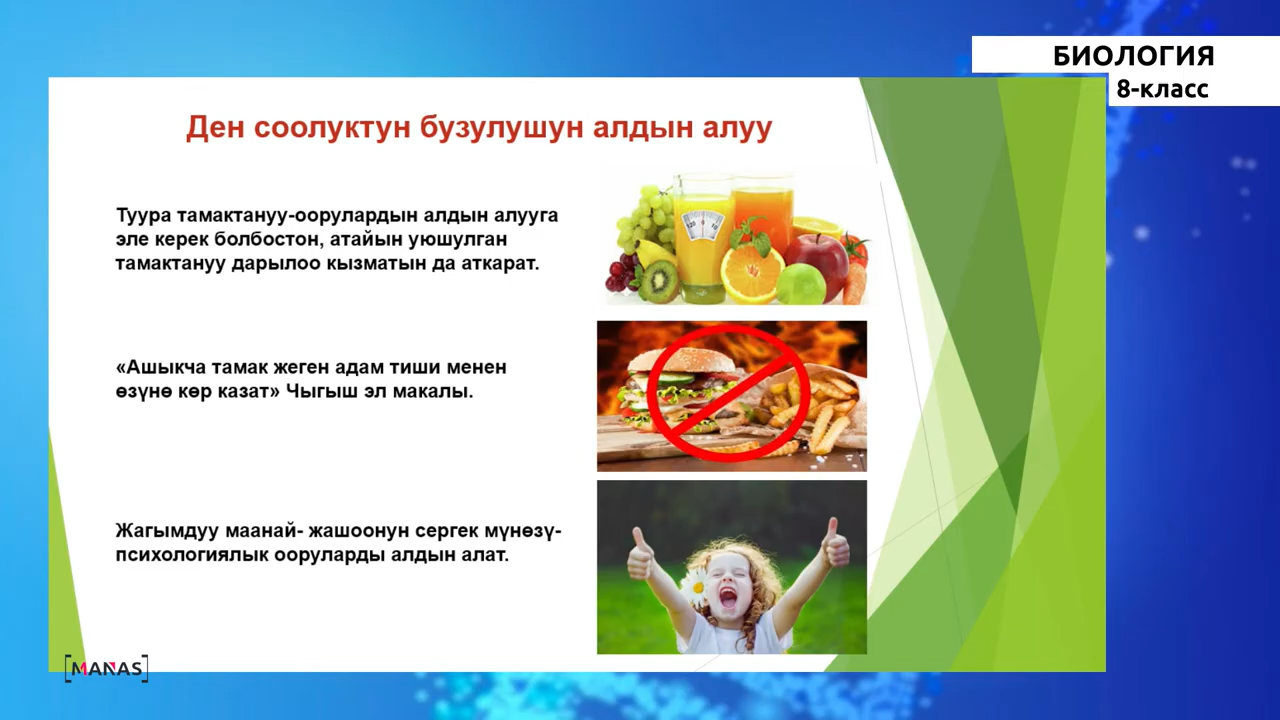 БИОЛОГИЯ
8-класс
Ден соолуктун бузулушун алдын алуу
Туура тамактануу-оорулардын алдын алууга
эле керек болбостон, атайын уюшулган
тамактануу дарылоо кызматын да аткарат.
«Ашыкча тамак жеген адам тиши менен
өзүнө көр казат» Чыгыш эл макалы.
Жагымдуу маанай- жашоонун сергек мүнөзү-
психологиялык ооруларды алдын алат.
[MANAS]